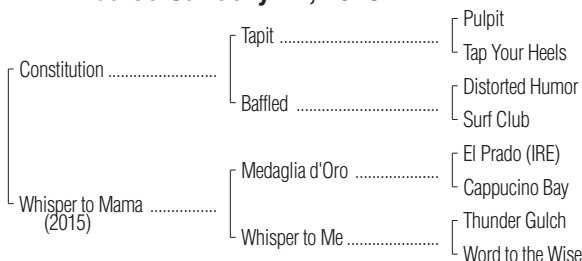 Pulpit
Tapit ..................................
Tap Your Heels
Constitution .......................
Distorted Humor
Baffled ..............................
Surf Club
El Prado (IRE)
Medaglia d'Oro ..................
Cappucino Bay
Whisper to Mama ..............
(2015)
Thunder Gulch
Whisper to Me ...................
Word to the Wise